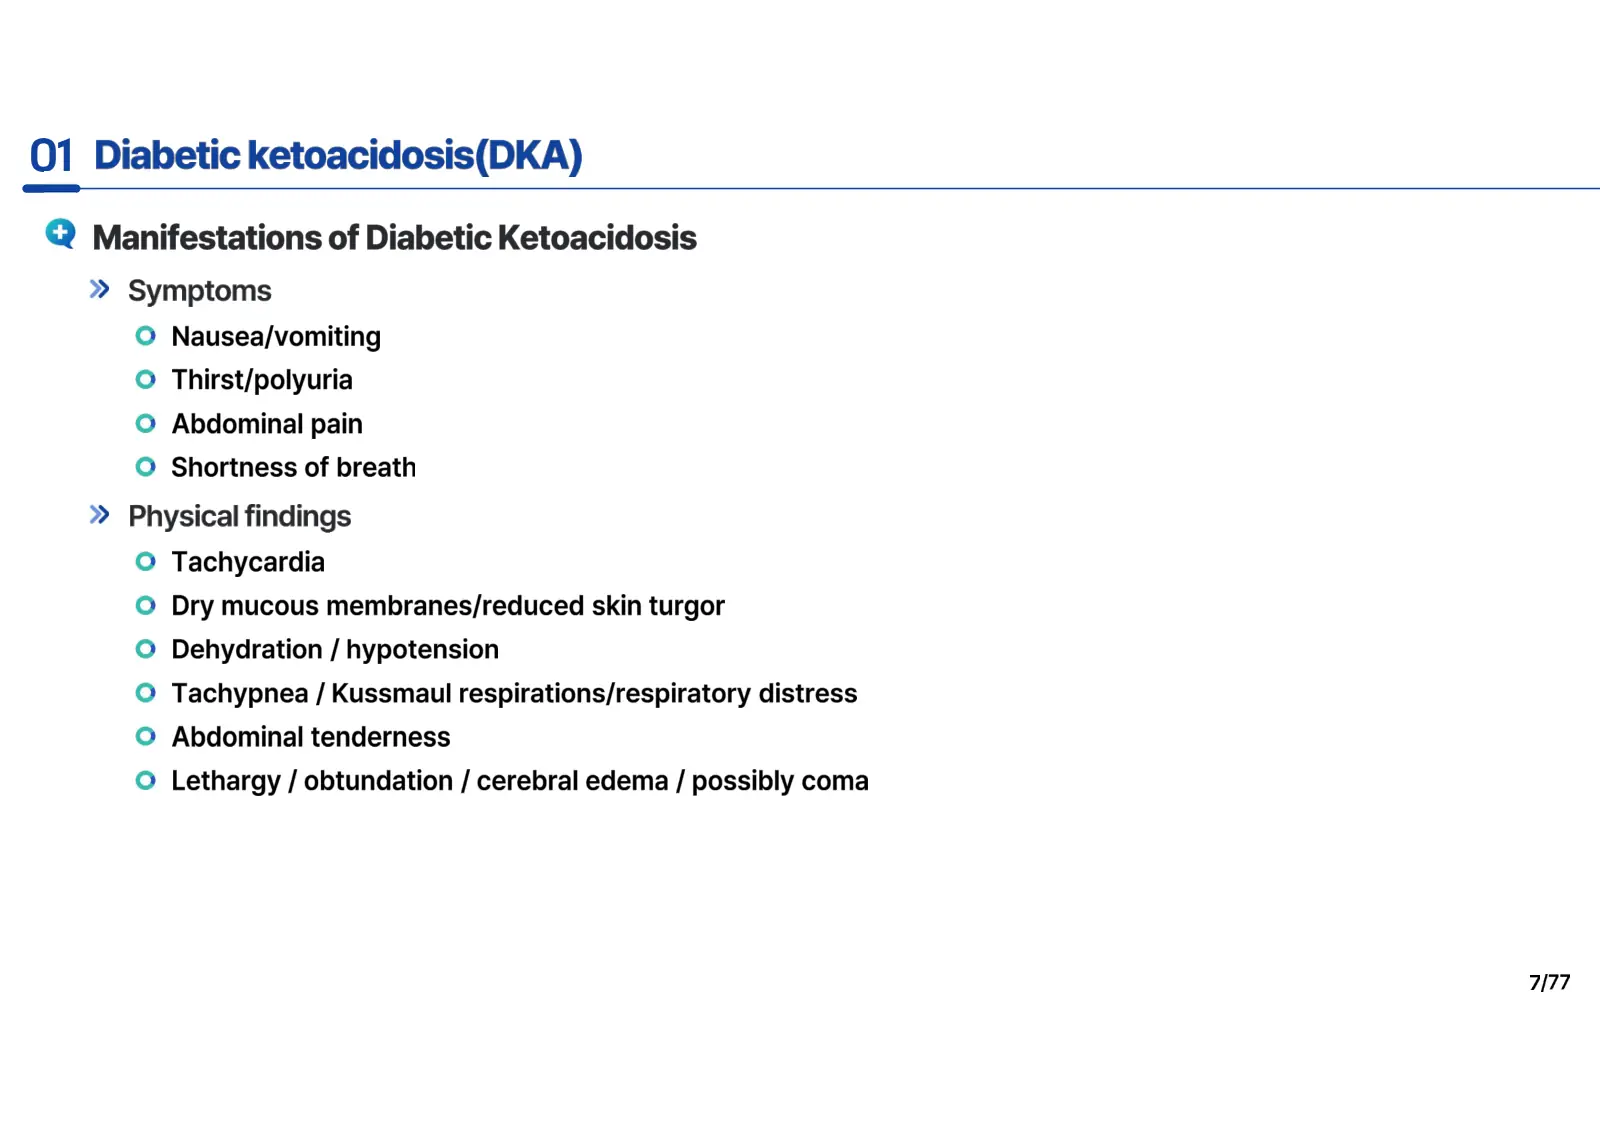 01 Diabetic ketoacidosis(DKA)
Manifestations of Diabetic Ketoacidosis
Symptoms
Nausea/vomiting
Thirst/polyuria
Abdominal pain
Shortness of breath
Physical findings
Tachycardia
Dry mucous membranes/reduced skin turgor
Dehydration / hypotension
Tachypnea / Kussmaul respirations/respiratory distress
Abdominal tenderness
Lethargy / obtundation / cerebral edema / possibly coma
7/77